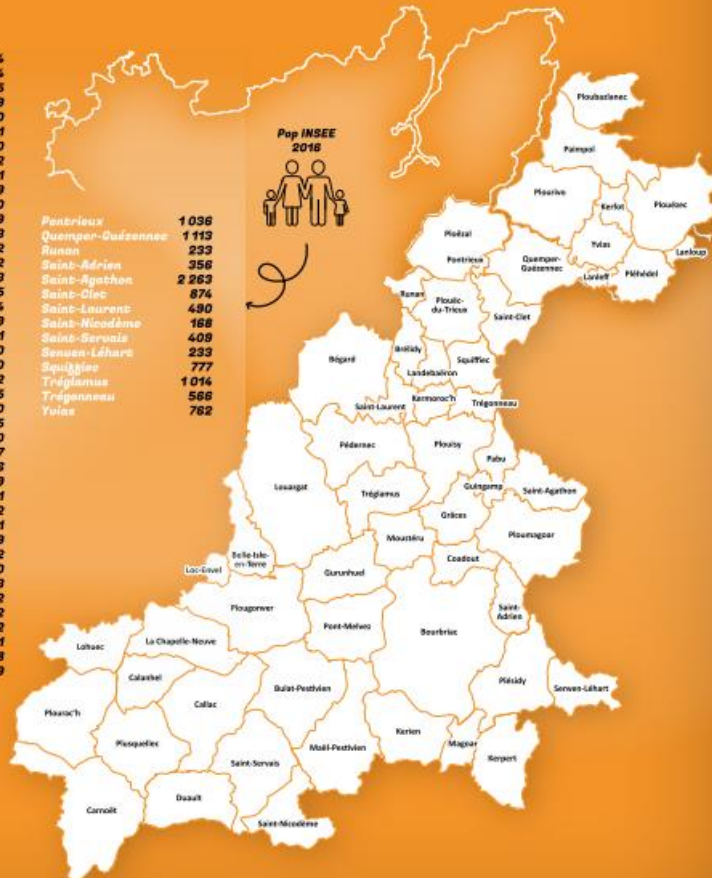 Pop INSEE
2016
Pontrieux 1 036
Quemper-Guézennec 1 113
Runan 233
Saint-Adrien 356
Saint-Agathon 2 263
Saint-Clet 874
Saint-Laurent 490
Saint-Nicodème 168
Saint-Servais 409
Senven-Léhart 233
Squiffiec 777
Tréglamus 1 014
Trégonneau 566
Yvias 762
Ploubazlanec
Paimpol
Plourivo
Kerfot
Plouézec
Ploëzal
Yvias
Pontrieux
Quemper-
Guézennec
Lanloup
Lanleff
Pléhédel
Runan
Plouëc-
du-Trieux
Saint-Clet
Brélidy
Bégard
Squiffiec
Landebaëron
Kermoroc'h
Saint-Laurent
Trégonneau
Pédernec
Plouisy
Pabu
Louargat
Guingamp
Saint-Agathon
Tréglamus
Grâces
Ploumagoar
Moustéru
Belle-Isle-
en-Terre
Coadout
Loc-Envel
Gurunhuel
Plougonver
Saint-
Adrien
Pont-Melvez
Bourbriac
Lohuec
La Chapelle-Neuve
Calanhel
Bulat-Pestivien
Plésidy
Senven-Léhart
Callac
Plourac'h
Kerien
Plusquellec
Maël-Pestivien
Magoar
Saint-Servais
Kerpert
Duault
Carnoët
Saint-Nicodème